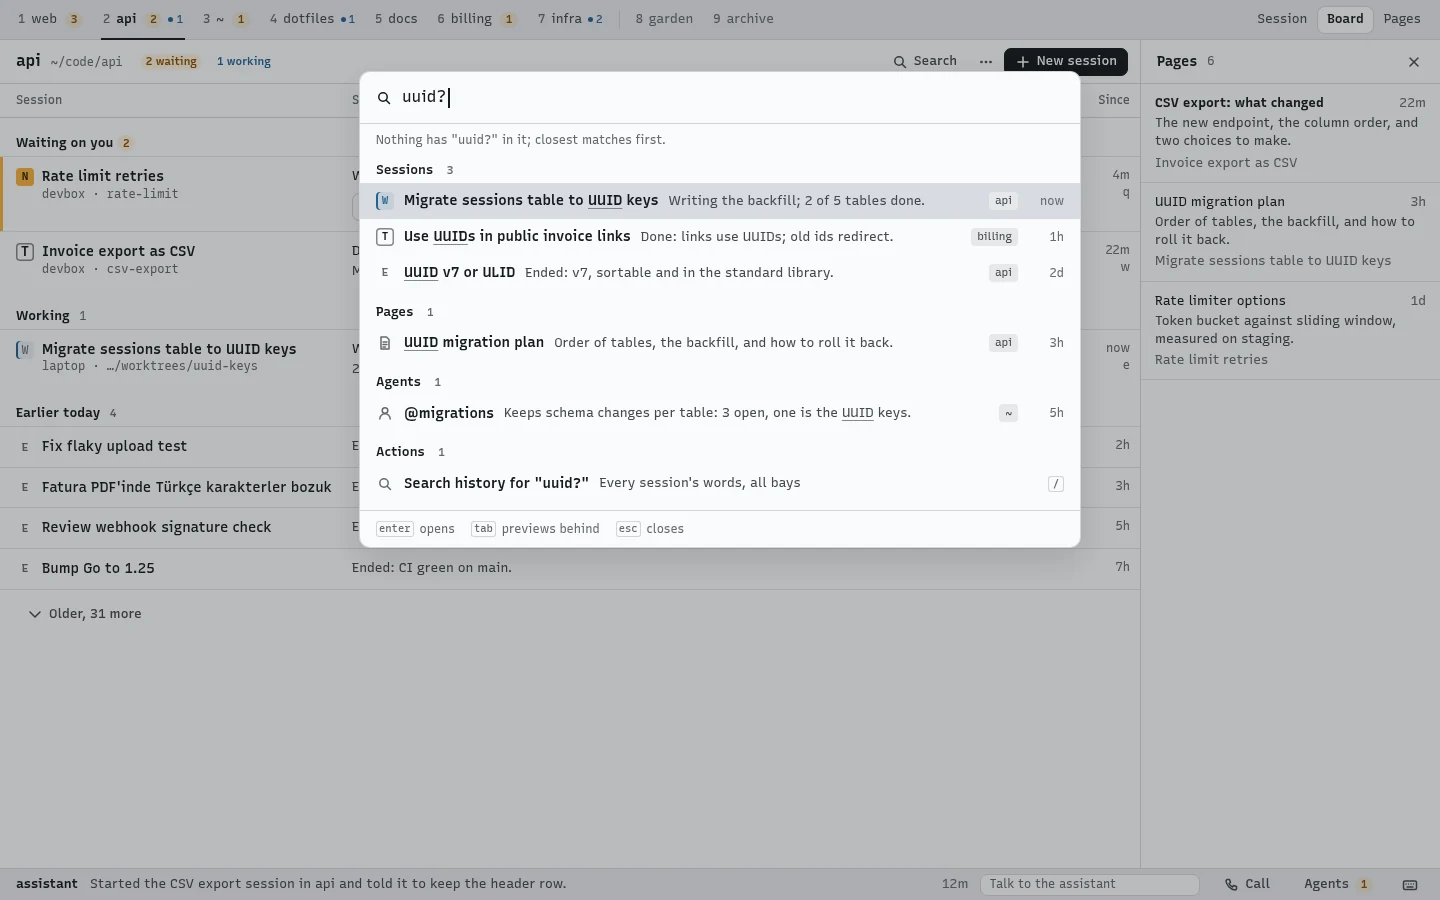 1 web 3 2 api 2 •1 3 ~ 1 4 dotfiles •1 5 docs 6 billing 1 7 infra •2 8 garden 9 archive Session Board Pages
api ~/code/api 2 waiting 1 working Search ··· + New session
Pages 6
uuid?
Session Since
Nothing has "uuid?" in it; closest matches first.
Sessions 3
Migrate sessions table to UUID keys Writing the backfill; 2 of 5 tables done. api now
T Use UUIDs in public invoice links Done: links use UUIDs; old ids redirect. billing 1h
E UUID v7 or ULID Ended: v7, sortable and in the standard library. api 2d
Pages 1
UUID migration plan Order of tables, the backfill, and how to roll it back. api 3h
Agents 1
@migrations Keeps schema changes per table: 3 open, one is the UUID keys. ~ 5h
Actions 1
Search history for "uuid?" Every session's words, all bays /
enter opens tab previews behind esc closes
Waiting on you 2
N Rate limit retries 4m
devbox · rate-limit q
T Invoice export as CSV 22m
devbox · csv-export w
Working 1
W Migrate sessions table to UUID keys now
laptop · …/worktrees/uuid-keys e
Earlier today 4
E Fix flaky upload test 2h
E Fatura PDF'inde Türkçe karakterler bozuk 3h
E Review webhook signature check 5h
E Bump Go to 1.25 Ended: CI green on main. 7h
Older, 31 more
CSV export: what changed 22m
The new endpoint, the column order, and
two choices to make.
Invoice export as CSV
UUID migration plan 3h
Order of tables, the backfill, and how to
roll it back.
Migrate sessions table to UUID keys
Rate limiter options 1d
Token bucket against sliding window,
measured on staging.
Rate limit retries
assistant Started the CSV export session in api and told it to keep the header row. 12m Talk to the assistant Call Agents 1